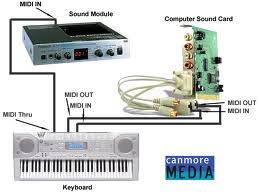 MIDI IN
Sound Module
Computer Sound Card
MIDI OUT
MIDI IN
MIDI OUT
MIDI IN
MIDI Thru
Keyboard
canmore
MEDIA